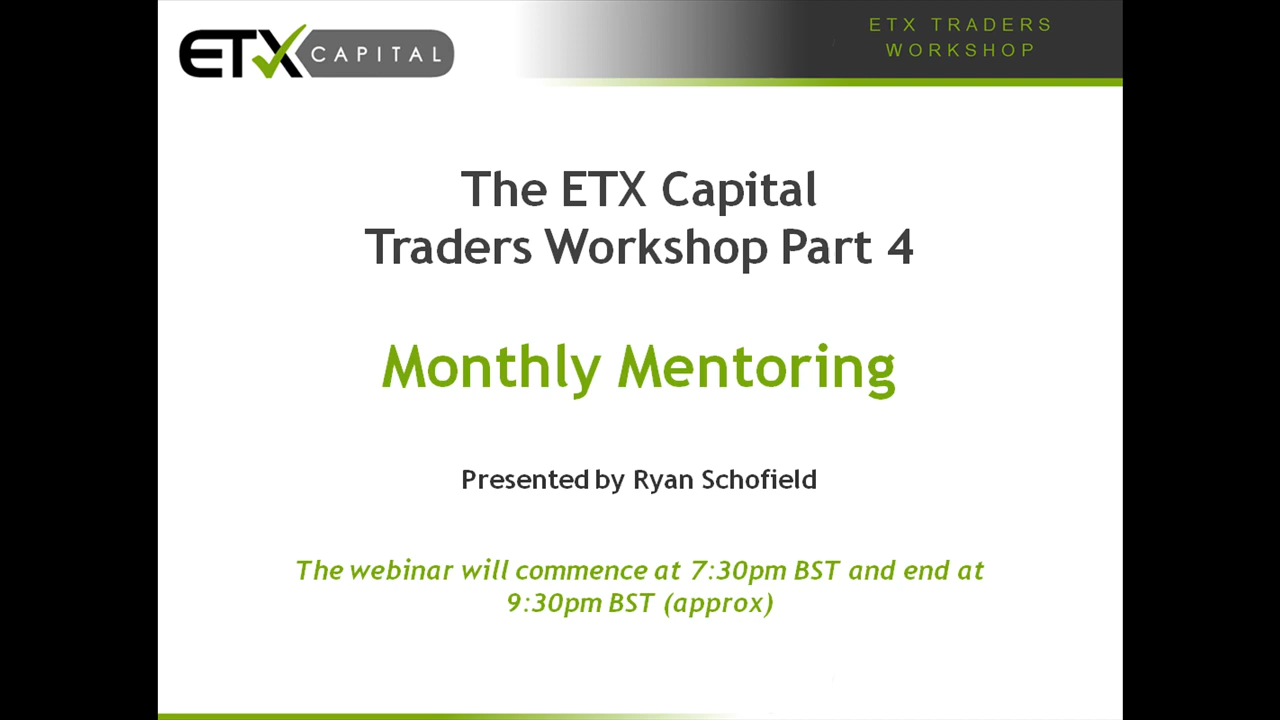 ETX CAPITAL
ETX TRADERS
WORKSHOP
The ETX Capital
Traders Workshop Part 4
Monthly Mentoring
Presented by Ryan Schofield
The webinar will commence at 7:30pm BST and end at
9:30pm BST (approx)